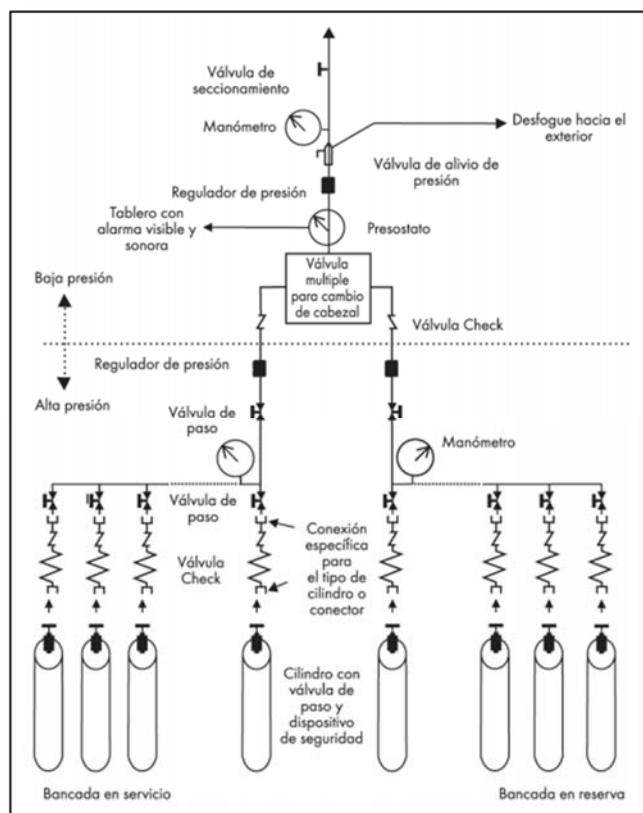 Válvula de
seccionamiento
Manómetro
Desfogue hacia el
exterior
Válvula de alivio de
presión
Regulador de presión
Tablero con
alarma visible y
sonora
Presostato
Válvula
multiple
para cambio
de cabezal
Baja presión
Válvula Check
Regulador de presión
Alta presión
Válvula de
paso
Manómetro
Válvula de
paso
Conexión
específica
para
el tipo de
cilindro o
conector
Válvula
Check
Cilindro con
válvula de
paso y
dispositivo
de seguridad
Bancada en servicio
Bancada en reserva